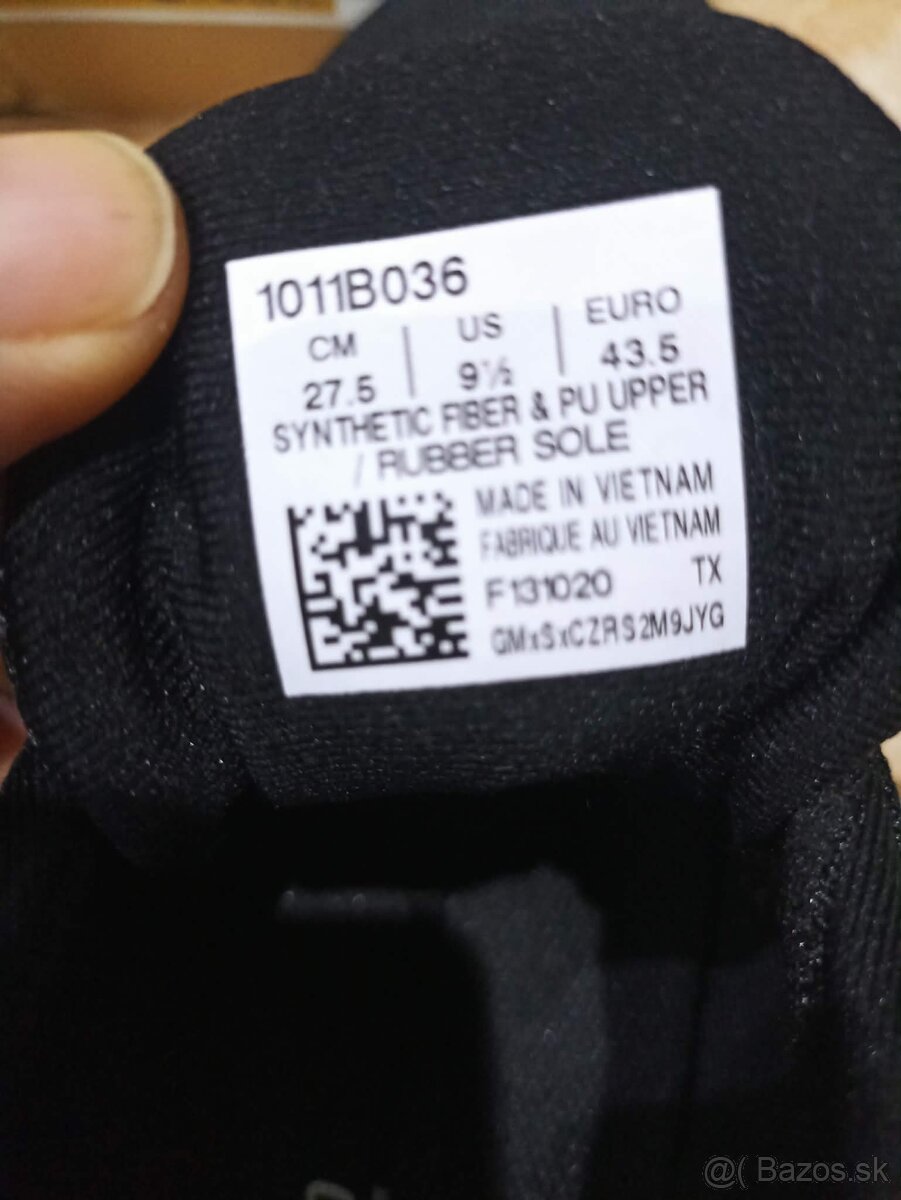 1011B036
CM | US | EURO
27.5 | 9½ | 43.5
SYNTHETIC FIBER & PU UPPER
/ RUBBER SOLE
MADE IN VIETNAM
FABRIQUE AU VIETNAM
F131020 TX
GMxSxCZRS2M9JYG
@( Bazos.sk